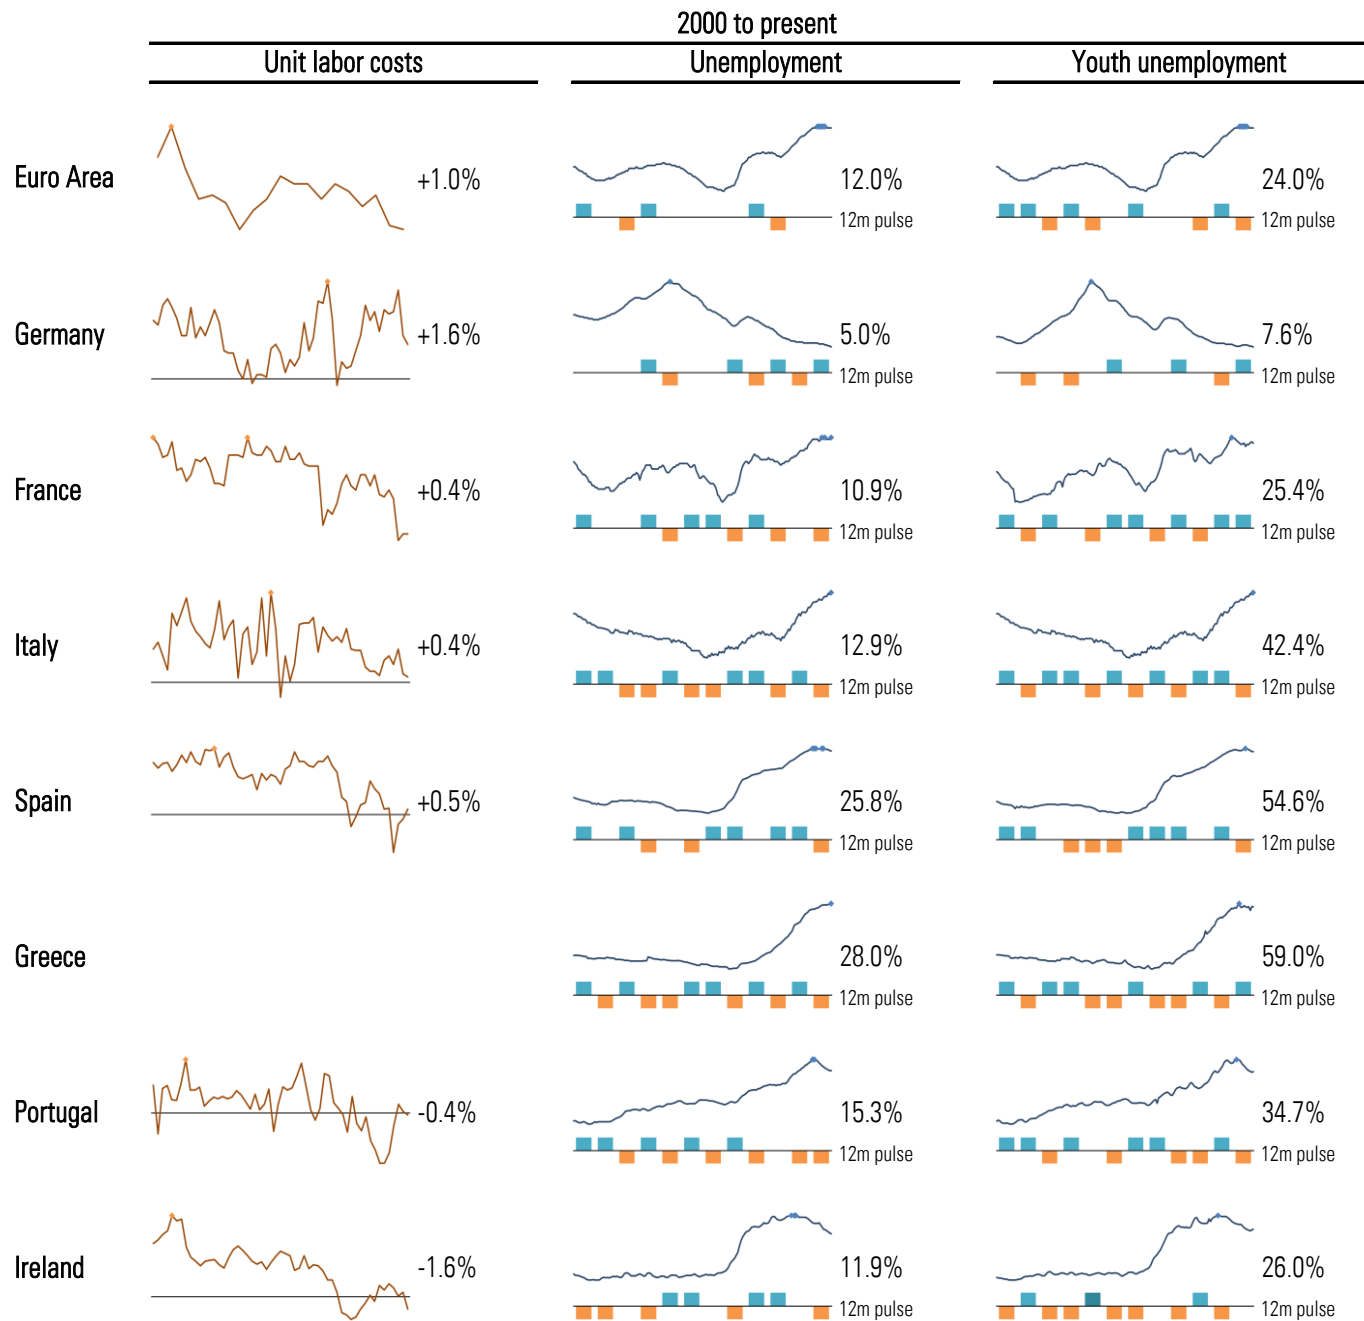 2000 to present
Unit labor costs Unemployment Youth unemployment
Euro Area +1.0% 12.0% 24.0%
12m pulse 12m pulse
Germany +1.6% 5.0% 7.6%
12m pulse 12m pulse
France +0.4% 10.9% 25.4%
12m pulse 12m pulse
Italy +0.4% 12.9% 42.4%
12m pulse 12m pulse
Spain +0.5% 25.8% 54.6%
12m pulse 12m pulse
Greece 28.0% 59.0%
12m pulse 12m pulse
Portugal -0.4% 15.3% 34.7%
12m pulse 12m pulse
Ireland -1.6% 11.9% 26.0%
12m pulse 12m pulse